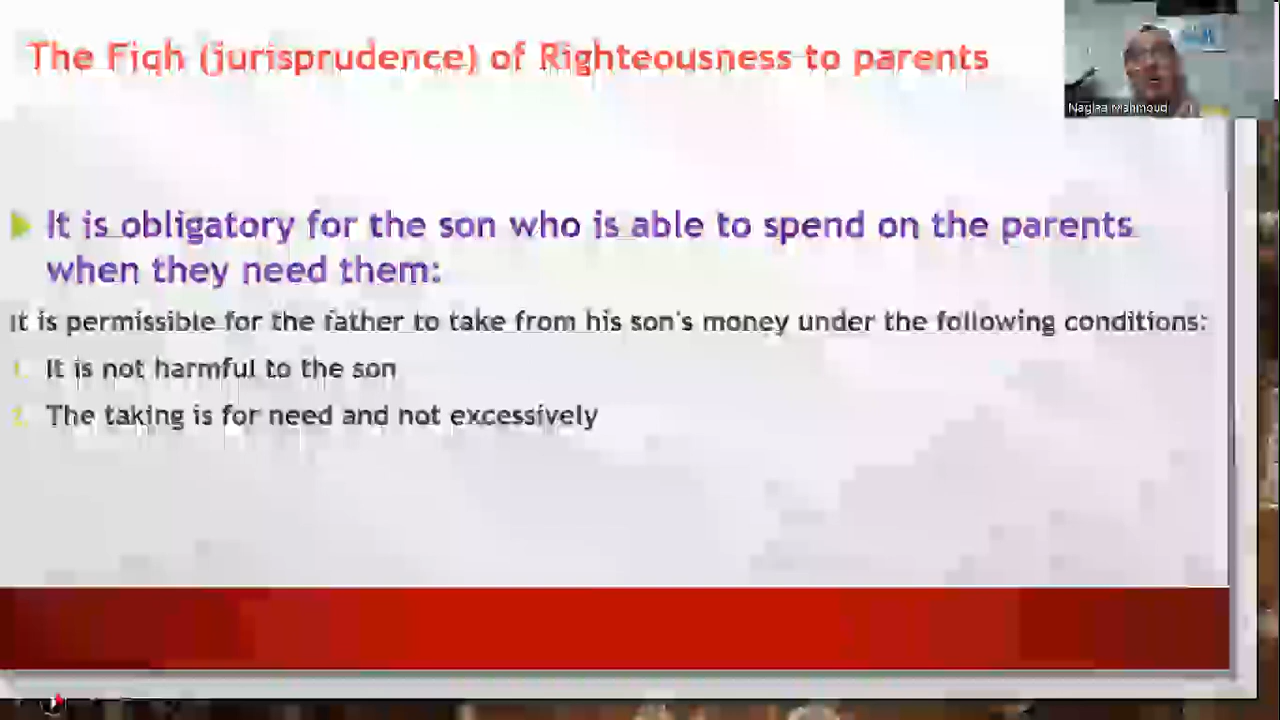 The Fiqh (jurisprudence) of Righteousness to parents
Naglaa Mahmoud
It is obligatory for the son who is able to spend on the parents
when they need them:
It is permissible for the father to take from his son's money under the following conditions:
1. It is not harmful to the son
2. The taking is for need and not excessively